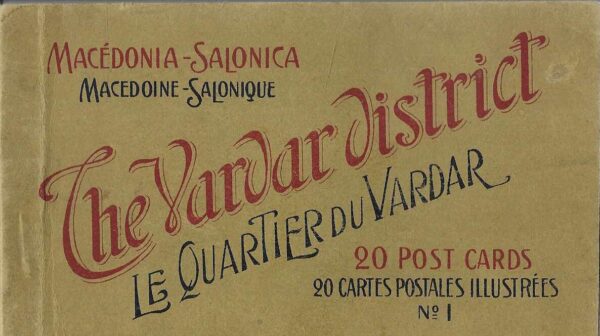 MACÉDONIA-SALONICA
MACEDOINE-SALONIQUE
The Vardar district
LE QUARTIER DU VARDAR
20 POST CARDS
20 CARTES POSTALES ILLUSTRÉES
Nº 1